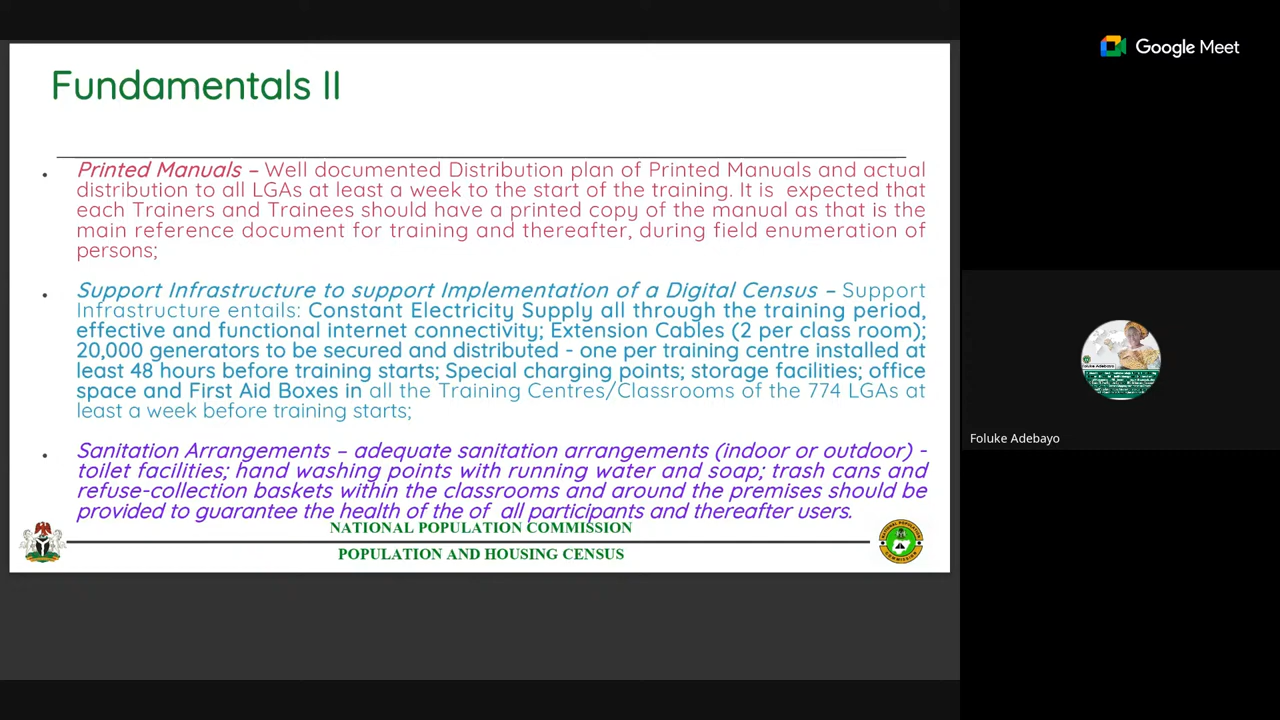 Fundamentals II
Printed Manuals – Well documented Distribution plan of Printed Manuals and actual
distribution to all LGAs at least a week to the start of the training. It is expected that
each Trainers and Trainees should have a printed copy of the manual as that is the
main reference document for training and thereafter, during field enumeration of
persons;
Support Infrastructure to support Implementation of a Digital Census – Support
Infrastructure entails: Constant Electricity Supply all through the training period,
effective and functional internet connectivity; Extension Cables (2 per class room);
20,000 generators to be secured and distributed - one per training centre installed at
least 48 hours before training starts; Special charging points; storage facilities; office
space and First Aid Boxes in all the Training Centres/Classrooms of the 774 LGAs at
least a week before training starts;
Sanitation Arrangements – adequate sanitation arrangements (indoor or outdoor) -
toilet facilities; hand washing points with running water and soap; trash cans and
refuse-collection baskets within the classrooms and around the premises should be
provided to guarantee the health of the of all participants and thereafter users.
NATIONAL POPULATION COMMISSION
POPULATION AND HOUSING CENSUS
Google Meet
Foluke Adebayo